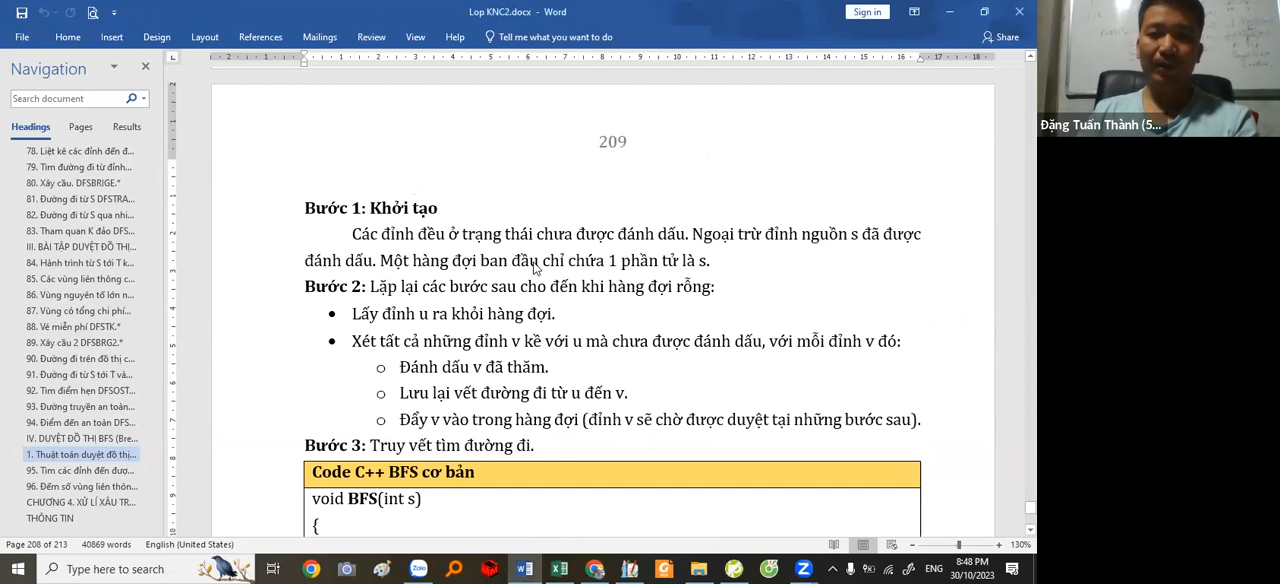 Lop KNC2.docx - Word
Sign in
File Home Insert Design Layout References Mailings Review View Help Tell me what you want to do Share
Navigation
Search document
Headings Pages Results
78. Liệt kê các đỉnh đến đ...
79. Tìm đường đi từ đỉnh...
80. Xây cầu. DFSBRIGE.*
81. Đường đi từ S DFSTRA...
82. Đường đi từ S qua nhi...
83. Tham quan K đảo DFS...
III. BÀI TẬP DUYỆT ĐỒ THỊ...
84. Hành trình từ S tới T k...
85. Các vùng liên thông c...
86. Vùng nguyên tố lớn n...
87. Vùng có tổng chi phí...
88. Vé miễn phí DFSTK.*
89. Xây cầu 2 DFSBRG2.*
90. Đường đi trên đồ thị c...
91. Đường đi từ S tới T và...
92. Tìm điểm hẹn DFSOST...
93. Đường truyền an toàn...
94. Điểm đến an toàn DFS...
IV. DUYỆT ĐỒ THỊ BFS (Bre...
1. Thuật toán duyệt đồ thị...
95. Tìm các đỉnh đến đượ...
96. Đếm số vùng liên thôn...
CHƯƠNG 4. XỬ LÍ XÂU TR...
THÔNG TIN
209
Bước 1: Khởi tạo
Các đỉnh đều ở trạng thái chưa được đánh dấu. Ngoại trừ đỉnh nguồn s đã được
đánh dấu. Một hàng đợi ban đầu chỉ chứa 1 phần tử là s.
Bước 2: Lặp lại các bước sau cho đến khi hàng đợi rỗng:
• Lấy đỉnh u ra khỏi hàng đợi.
• Xét tất cả những đỉnh v kề với u mà chưa được đánh dấu, với mỗi đỉnh v đó:
o Đánh dấu v đã thăm.
o Lưu lại vết đường đi từ u đến v.
o Đẩy v vào trong hàng đợi (đỉnh v sẽ chờ được duyệt tại những bước sau).
Bước 3: Truy vết tìm đường đi.
Code C++ BFS cơ bản
void BFS(int s)
{
Đặng Tuấn Thành (5...
Page 208 of 213 40869 words English (United States) 130%
Type here to search
Zalo
ENG
8:48 PM
30/10/2023